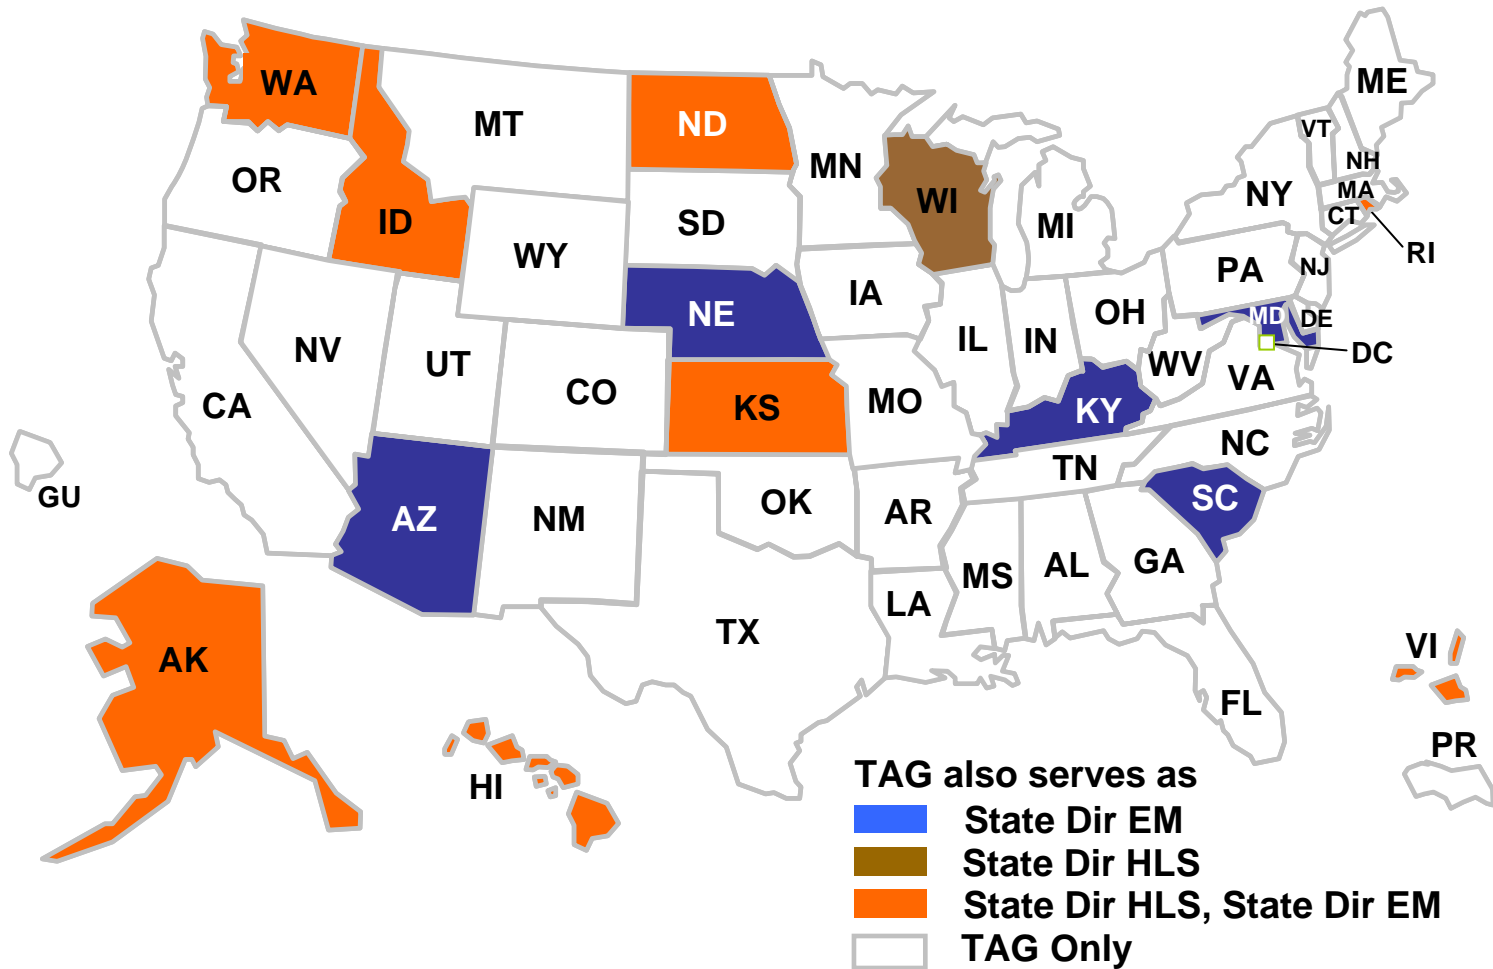 ME
WA
MT
ND
VT
MN
NH
OR
MA
NY
WI
ID
SD
CT
MI
RI
WY
PA
NJ
IA
NE
MD
DE
OH
IL
IN
NV
DC
UT
WV
VA
CO
CA
MO
KS
KY
NC
TN
GU
SC
OK
AR
AZ
NM
GA
AL
MS
LA
TX
VI
AK
FL
PR
HI
TAG also serves as
State Dir EM
State Dir HLS
State Dir HLS, State Dir EM
TAG Only